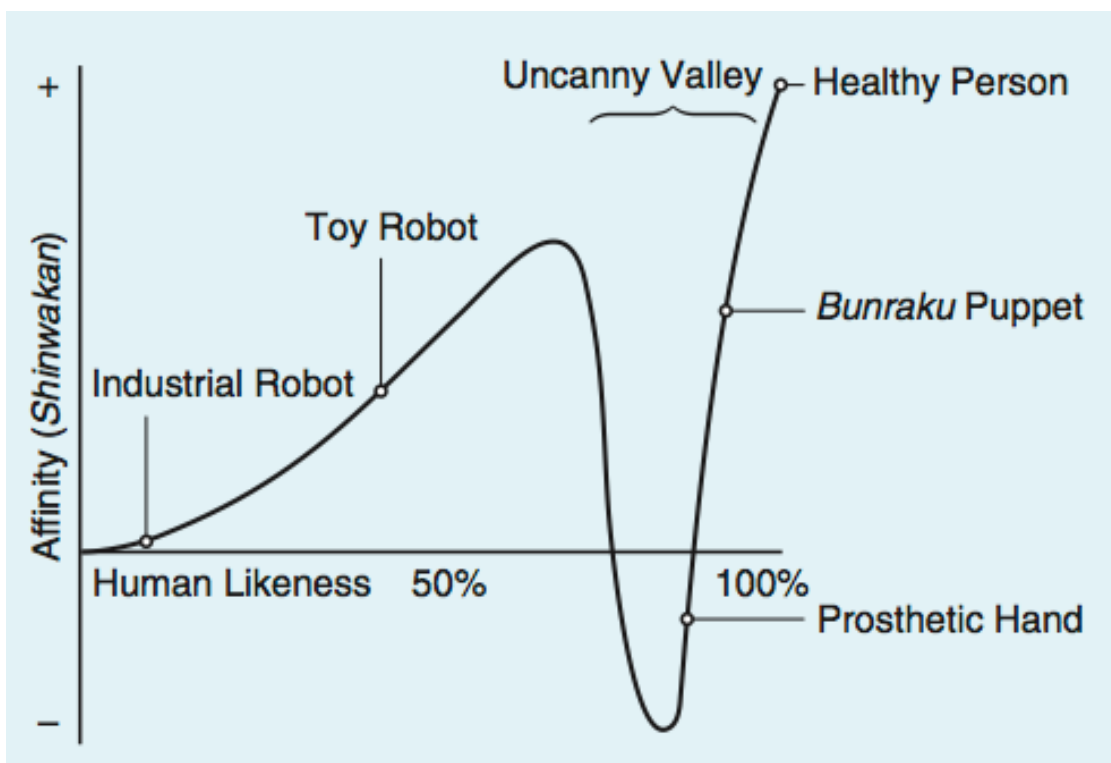 +
Uncanny Valley
Healthy Person
Toy Robot
Bunraku Puppet
Industrial Robot
Affinity (Shinwakan)
Human Likeness 50% 100%
Prosthetic Hand
–